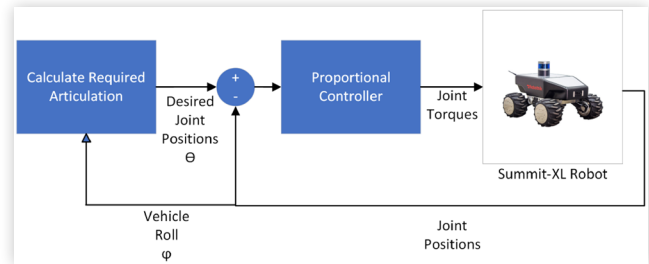 Calculate Required
Articulation
Desired
Joint
Positions
Ө
+
-
Proportional
Controller
Joint
Torques
Summit-XL Robot
Vehicle
Roll
φ
Joint
Positions